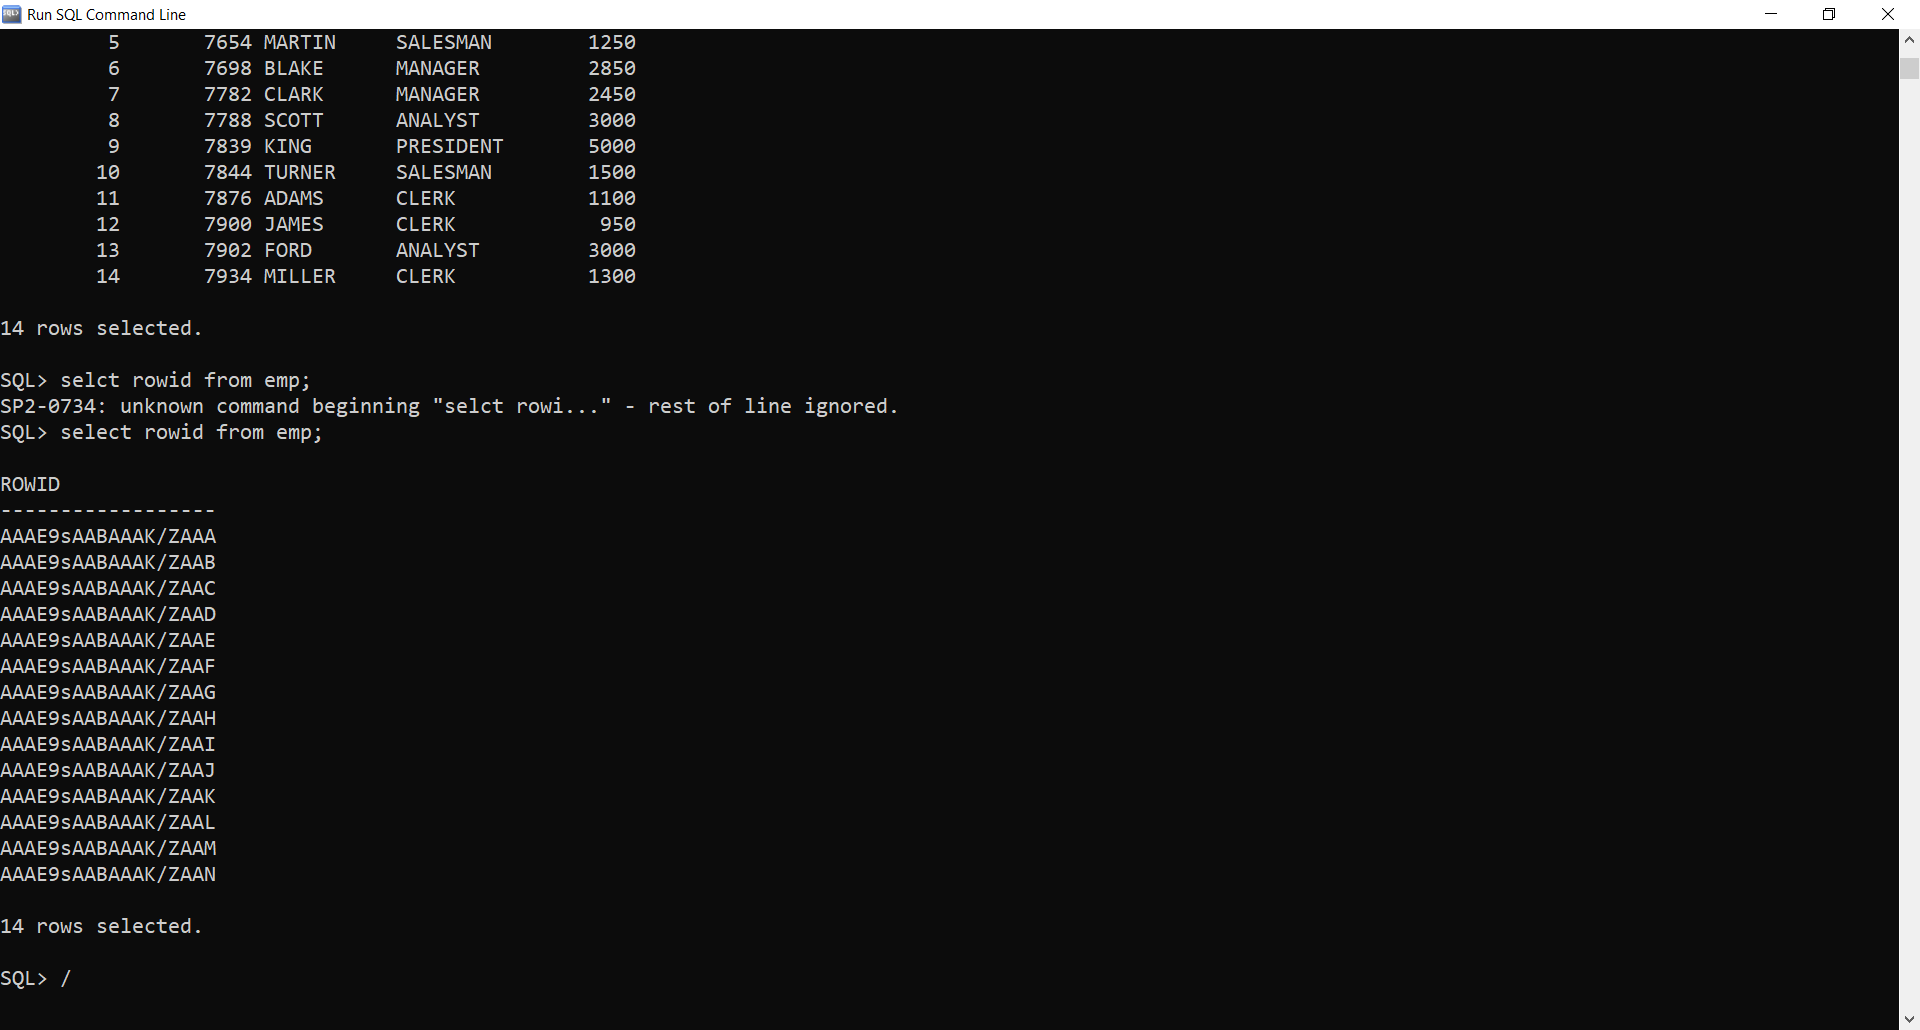 Run SQL Command Line
5 7654 MARTIN SALESMAN 1250
6 7698 BLAKE MANAGER 2850
7 7782 CLARK MANAGER 2450
8 7788 SCOTT ANALYST 3000
9 7839 KING PRESIDENT 5000
10 7844 TURNER SALESMAN 1500
11 7876 ADAMS CLERK 1100
12 7900 JAMES CLERK 950
13 7902 FORD ANALYST 3000
14 7934 MILLER CLERK 1300
14 rows selected.
SQL> selct rowid from emp;
SP2-0734: unknown command beginning "selct rowi..." - rest of line ignored.
SQL> select rowid from emp;
ROWID
------------------
AAAE9sAABAAAK/ZAAA
AAAE9sAABAAAK/ZAAB
AAAE9sAABAAAK/ZAAC
AAAE9sAABAAAK/ZAAD
AAAE9sAABAAAK/ZAAE
AAAE9sAABAAAK/ZAAF
AAAE9sAABAAAK/ZAAG
AAAE9sAABAAAK/ZAAH
AAAE9sAABAAAK/ZAAI
AAAE9sAABAAAK/ZAAJ
AAAE9sAABAAAK/ZAAK
AAAE9sAABAAAK/ZAAL
AAAE9sAABAAAK/ZAAM
AAAE9sAABAAAK/ZAAN
14 rows selected.
SQL> /